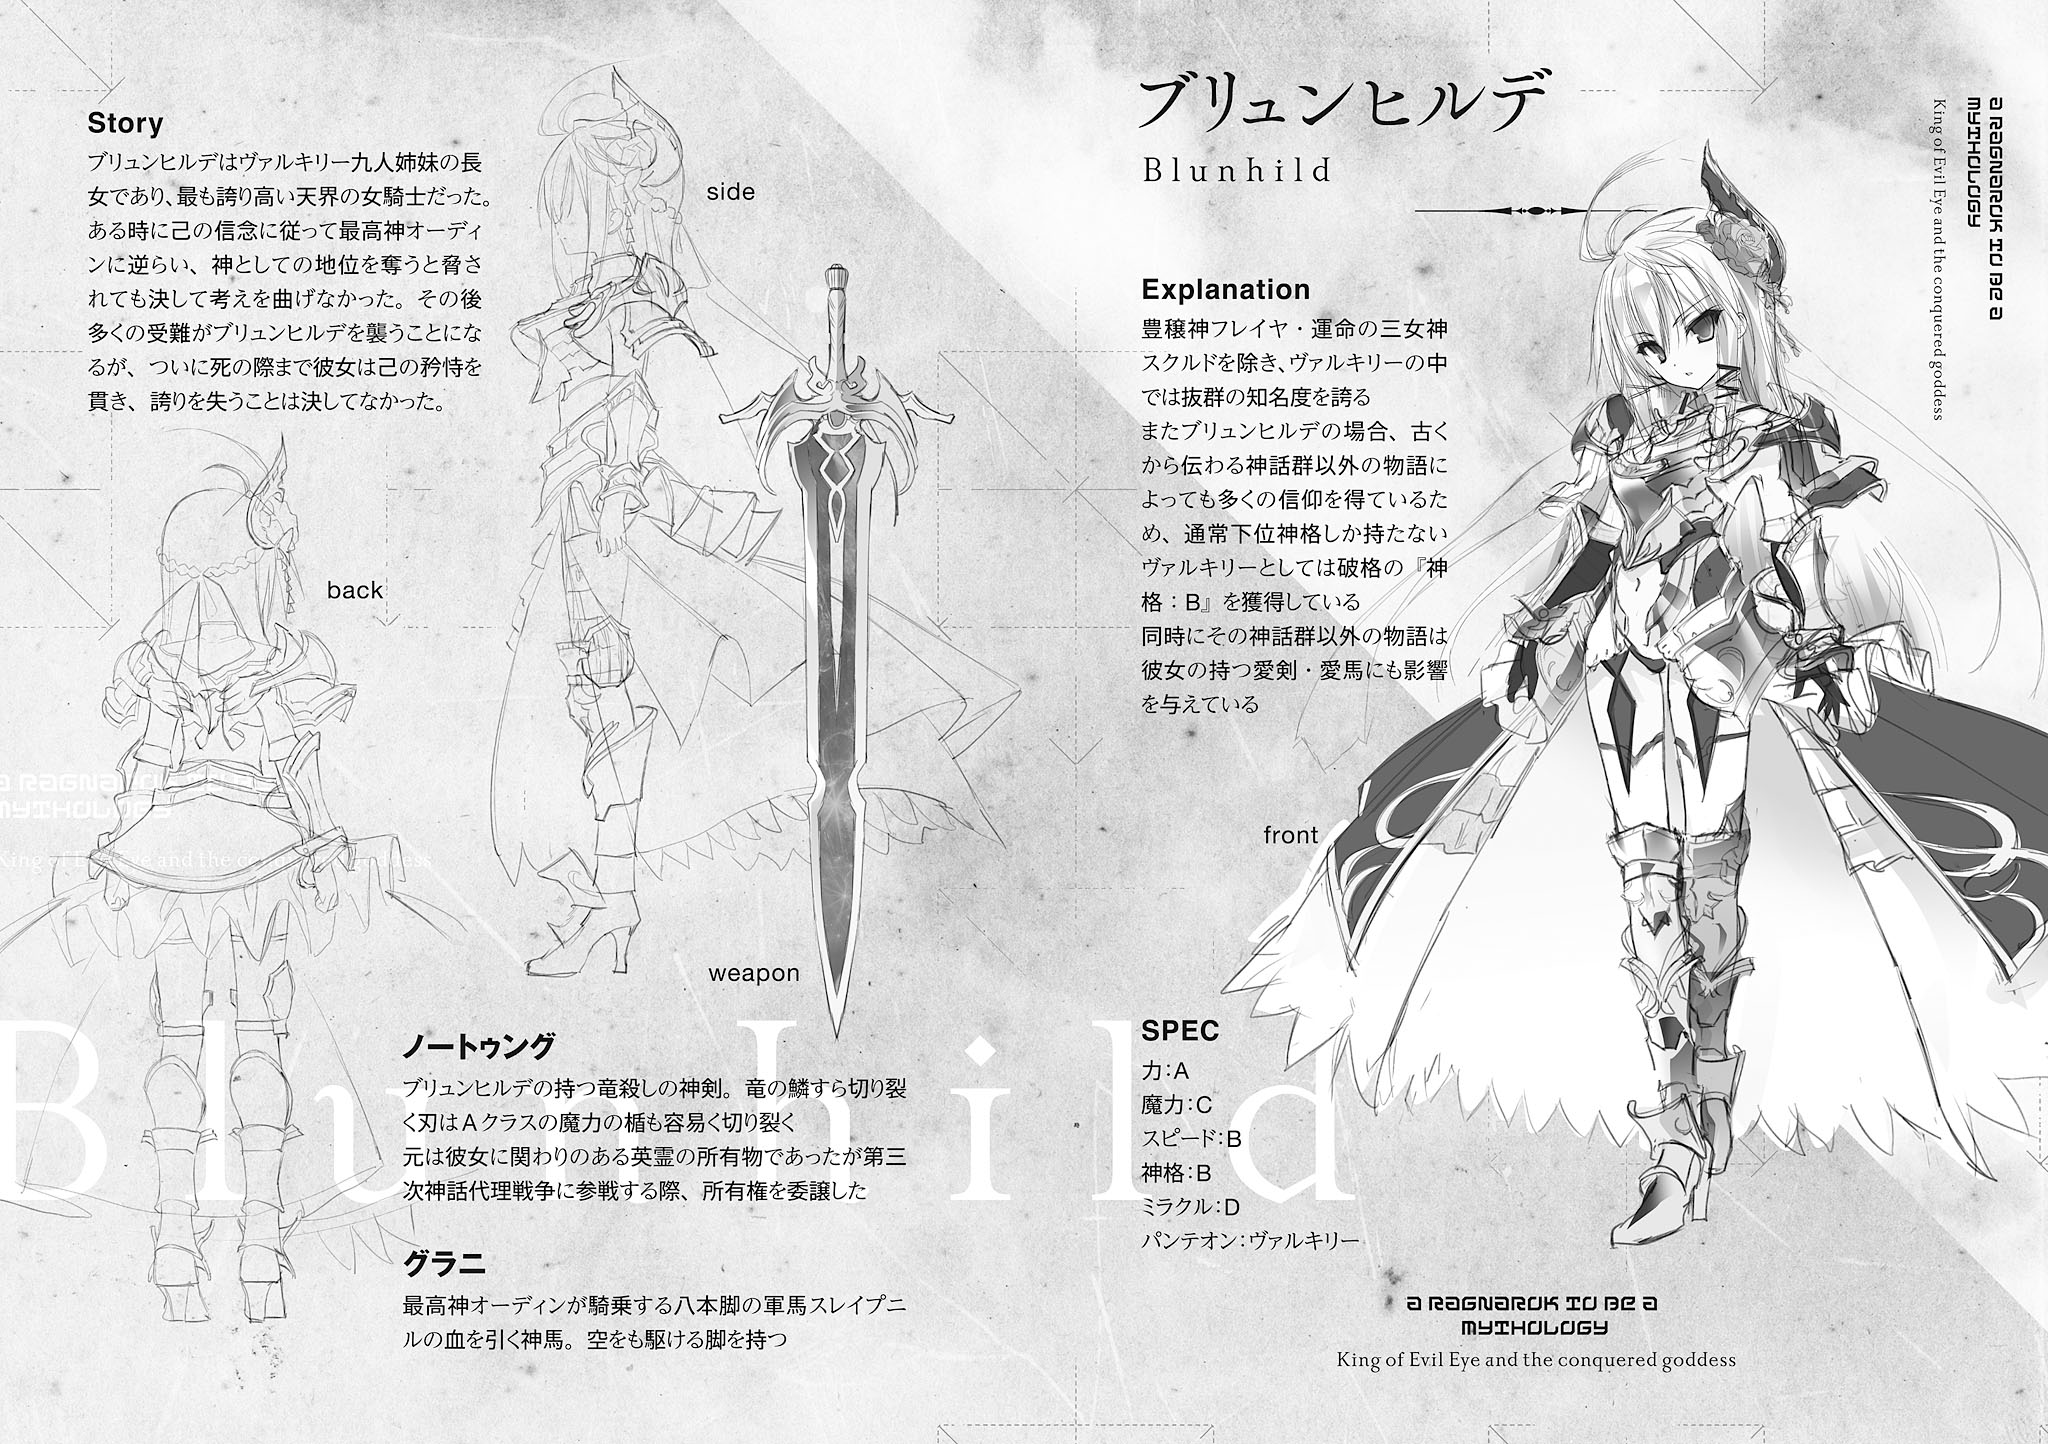 Story
ブリュンヒルデはヴァルキリー九人姉妹の長
女であり、最も誇り高い天界の女騎士だった。
ある時に己の信念に従って最高神オーディ
ンに逆らい、神としての地位を奪うと脅さ
れても決して考えを曲げなかった。その後
多くの受難がブリュンヒルデを襲うことにな
るが、ついに死の際まで彼女は己の矜恃を
貫き、誇りを失うことは決してなかった。
side
back
weapon
ノートゥング
ブリュンヒルデの持つ竜殺しの神剣。竜の鱗すら切り裂
く刃はAクラスの魔力の楯も容易く切り裂く
元は彼女に関わりのある英霊の所有物であったが第三
次神話代理戦争に参戦する際、所有権を委譲した
グラニ
最高神オーディンが騎乗する八本脚の軍馬スレイプニ
ルの血を引く神馬。空をも駆ける脚を持つ
a RAGNAROK TO BE a
MYTHOLOGY
King of Evil Eye and the conquered goddess
Blunhild
ブリュンヒルデ
Blunhild
Explanation
豊穣神フレイヤ・運命の三女神
スクルドを除き、ヴァルキリーの中
では抜群の知名度を誇る
またブリュンヒルデの場合、古く
から伝わる神話群以外の物語に
よっても多くの信仰を得ているた
め、通常下位神格しか持たない
ヴァルキリーとしては破格の『神
格：B』を獲得している
同時にその神話群以外の物語は
彼女の持つ愛剣・愛馬にも影響
を与えている
front
SPEC
力：A
魔力：C
スピード：B
神格：B
ミラクル：D
パンテオン：ヴァルキリー
a RAGNAROK TO BE a
MYTHOLOGY
King of Evil Eye and the conquered goddess
a RAGNAROK TO BE a
MYTHOLOGY
King of Evil Eye and the conquered goddess